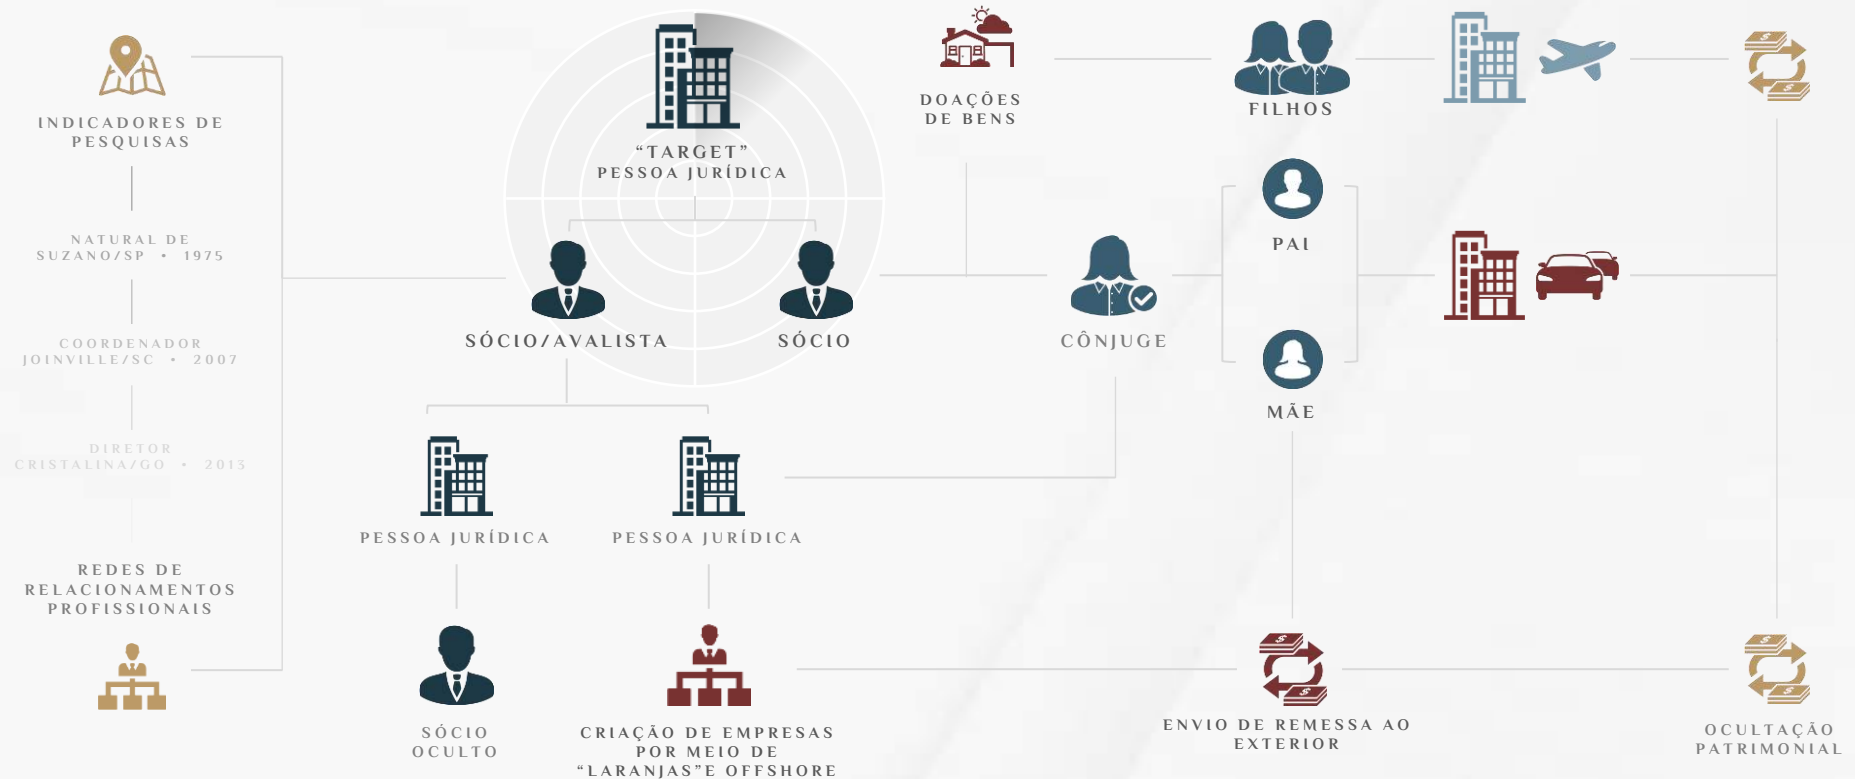 INDICADORES DE
PESQUISAS
NATURAL DE
SUZANO/SP • 1975
COORDENADOR
JOINVILLE/SC • 2007
DIRETOR
CRISTALINA/GO • 2013
REDES DE
RELACIONAMENTOS
PROFISSIONAIS
“TARGET”
PESSOA JURÍDICA
SÓCIO/AVALISTA
SÓCIO
PESSOA JURÍDICA
PESSOA JURÍDICA
SÓCIO
OCULTO
CRIAÇÃO DE EMPRESAS
POR MEIO DE
“LARANJAS”E OFFSHORE
DOAÇÕES
DE BENS
FILHOS
CÔNJUGE
PAI
MÃE
ENVIO DE REMESSA AO
EXTERIOR
OCULTAÇÃO
PATRIMONIAL